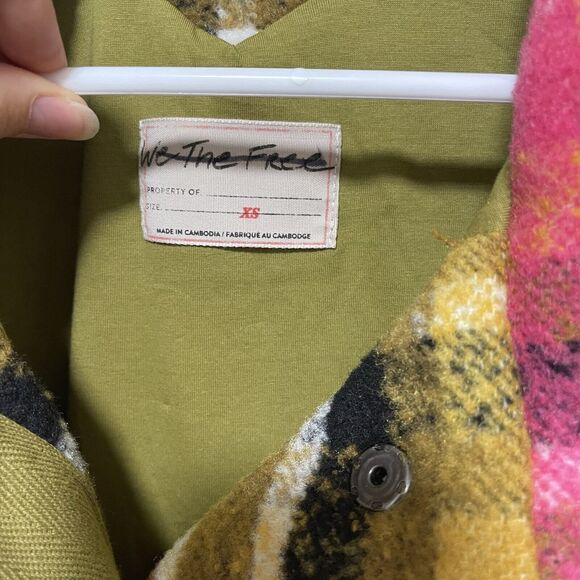 We The Free
PROPERTY OF:
SIZE: XS
MADE IN CAMBODIA / FABRIQUÉ AU CAMBODGE